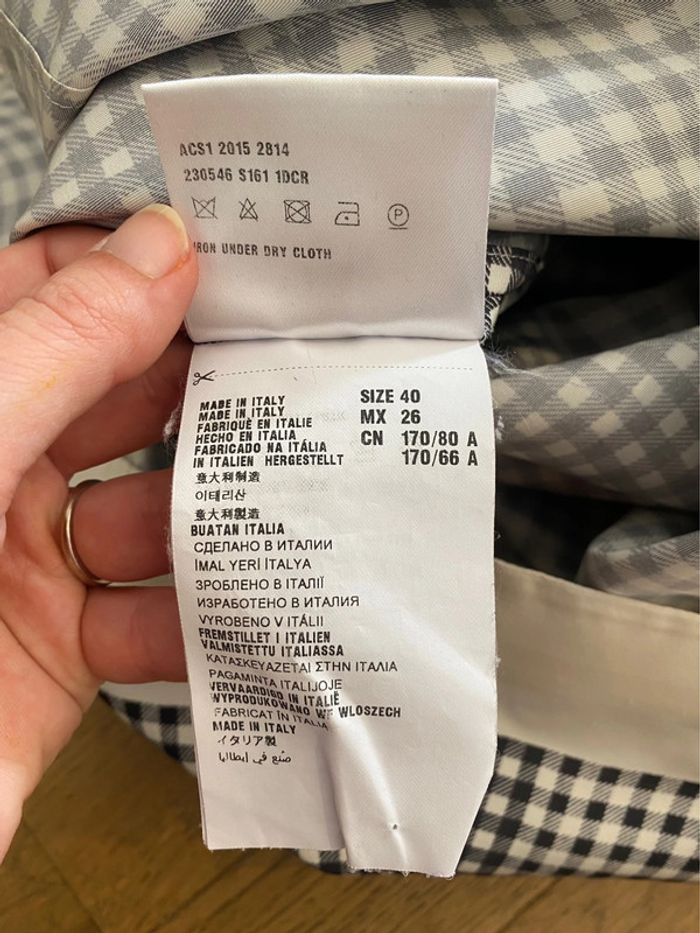 ACS1 2015 2814
230546 S161 1DCR
P
IRON UNDER DRY CLOTH
MADE IN ITALY
MADE IN ITALY
FABRIQUÉ EN ITALIE
HECHO EN ITALIA
FABRICADO NA ITÁLIA
IN ITALIEN HERGESTELLT
意大利制造
이태리산
意大利製造
BUATAN ITALIA
СДЕЛАНО В ИТАЛИИ
İMAL YERİ İTALYA
ЗРОБЛЕНО В ІТАЛІЇ
ИЗРАБОТЕНО В ИТАЛИЯ
VYROBENO V ITÁLII
FREMSTILLET I ITALIEN
VALMISTETTU ITALIASSA
ΚΑΤΑΣΚΕΥΑΖΕΤΑΙ ΣΤΗΝ ΙΤΑΛΙΑ
PAGAMINTA ITALIJOJE
VERVAARDIGD IN ITALIË
WYPRODUKOWANO WE WLOSZECH
FABRICAT ÎN ITALIA
MADE IN ITALY
イタリア製
صنع في ايطاليا
SIZE 40
MX 26
CN 170/80 A
170/66 A